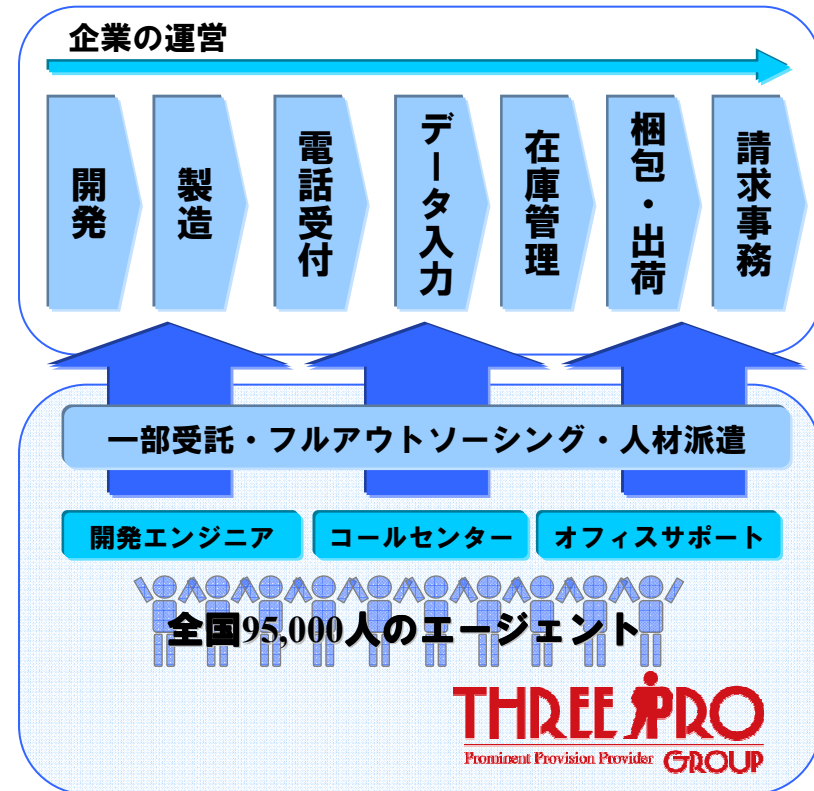 企業の運営
開発
製造
電話受付
データ入力
在庫管理
梱包・出荷
請求事務
一部受託・フルアウトソーシング・人材派遣
開発エンジニア
コールセンター
オフィスサポート
全国95,000人のエージェント
THREE PRO
Prominent Provision Provider GROUP